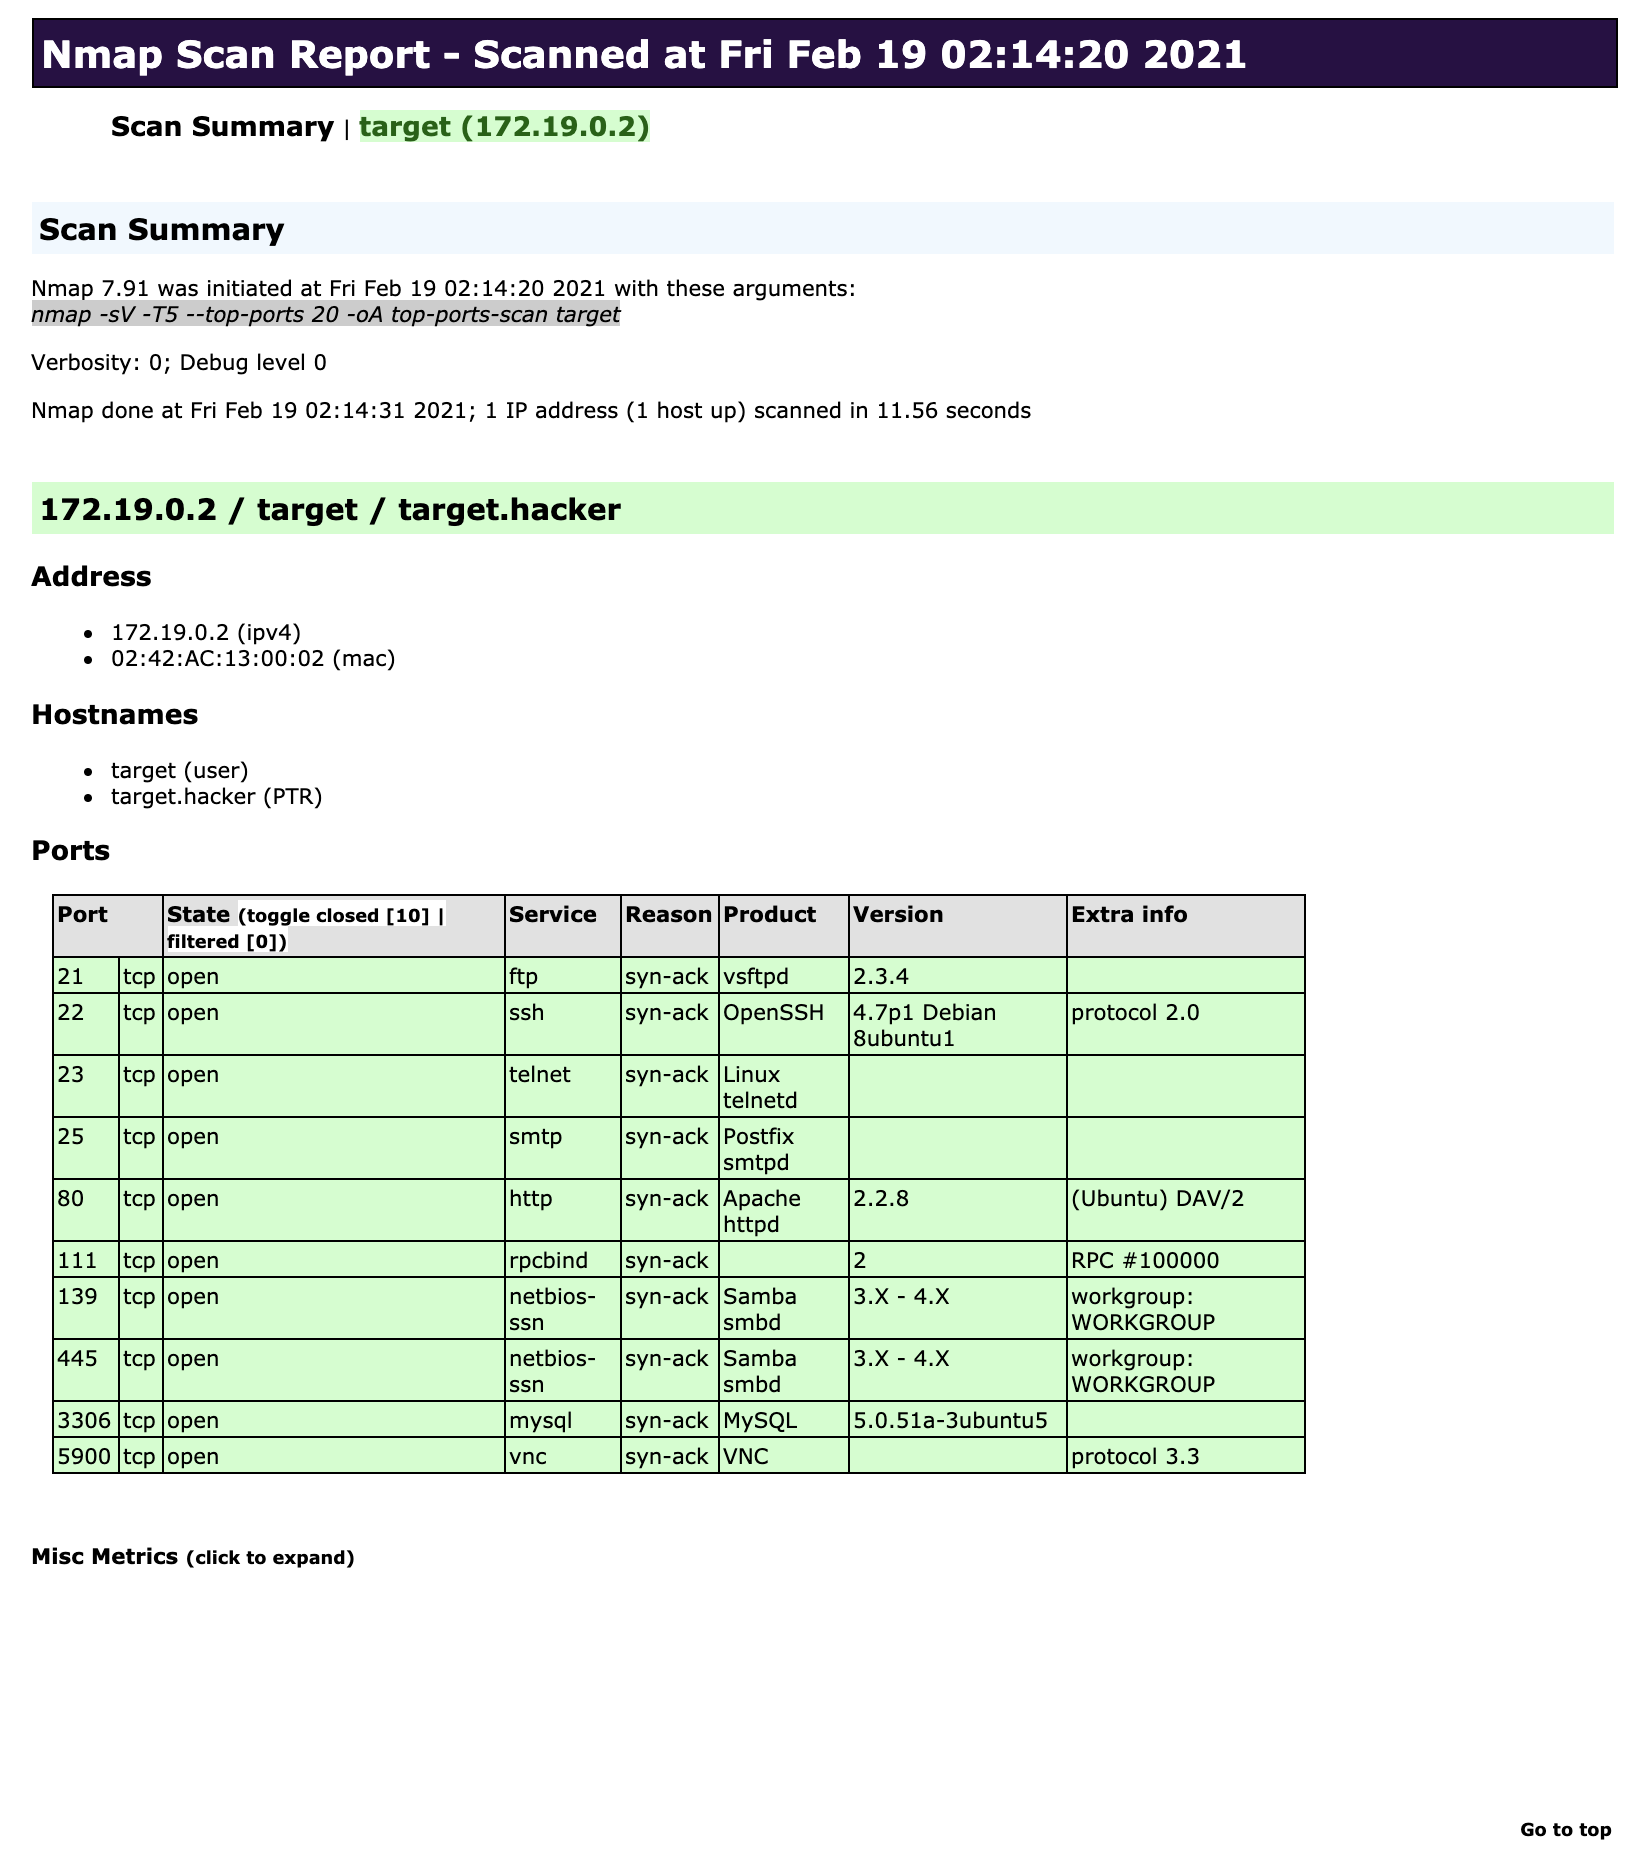 Nmap Scan Report - Scanned at Fri Feb 19 02:14:20 2021
Scan Summary | target (172.19.0.2)
Scan Summary
Nmap 7.91 was initiated at Fri Feb 19 02:14:20 2021 with these arguments:
nmap -sV -T5 --top-ports 20 -oA top-ports-scan target
Verbosity: 0; Debug level 0
Nmap done at Fri Feb 19 02:14:31 2021; 1 IP address (1 host up) scanned in 11.56 seconds
172.19.0.2 / target / target.hacker
Address
• 172.19.0.2 (ipv4)
• 02:42:AC:13:00:02 (mac)
Hostnames
• target (user)
• target.hacker (PTR)
Ports
Port State (toggle closed [10] | Service Reason Product Version Extra info
filtered [0])
21 tcp open ftp syn-ack vsftpd 2.3.4
22 tcp open ssh syn-ack OpenSSH 4.7p1 Debian protocol 2.0
8ubuntu1
23 tcp open telnet syn-ack Linux
telnetd
25 tcp open smtp syn-ack Postfix
smtpd
80 tcp open http syn-ack Apache 2.2.8 (Ubuntu) DAV/2
httpd
111 tcp open rpcbind syn-ack 2 RPC #100000
139 tcp open netbios- syn-ack Samba 3.X - 4.X workgroup:
ssn smbd WORKGROUP
445 tcp open netbios- syn-ack Samba 3.X - 4.X workgroup:
ssn smbd WORKGROUP
3306 tcp open mysql syn-ack MySQL 5.0.51a-3ubuntu5
5900 tcp open vnc syn-ack VNC protocol 3.3
Misc Metrics (click to expand)
Go to top